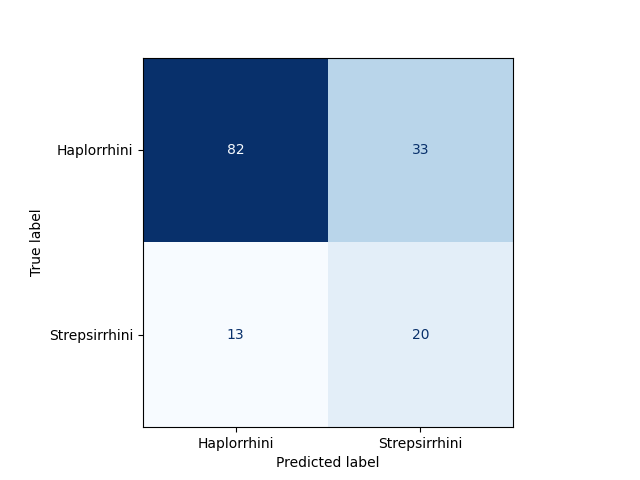 True label
Haplorrhini
82
33
Strepsirrhini
13
20
Haplorrhini
Strepsirrhini
Predicted label